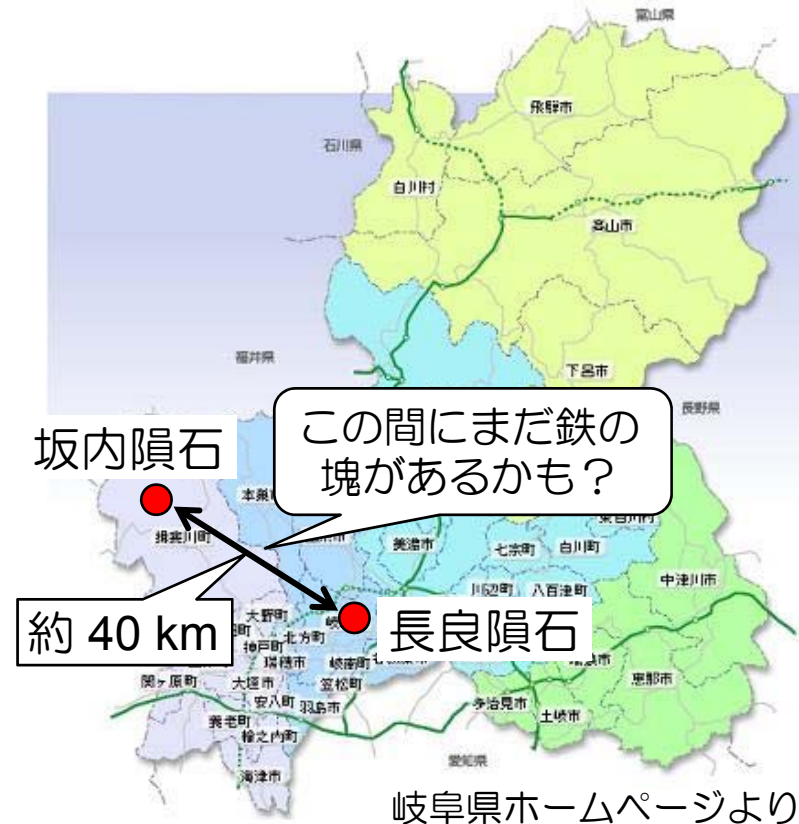 富山県
飛騨市
石川県
白川村
高山市
福井県
下呂市
長野県
坂内隕石
この間にまだ鉄の
塊があるかも？
本巣市
東白川村
揖斐川町
美濃市
七宗町
白川町
中津川市
川辺町
八百津町
約 40 km
長良隕石
大野町
神戸町
北方町
瑞穂市
岐南町
関ヶ原町
大垣市
笠松町
恵那市
安八町
羽島市
多治見市
土岐市
養老町
輪之内町
愛知県
海津市
岐阜県ホームページより